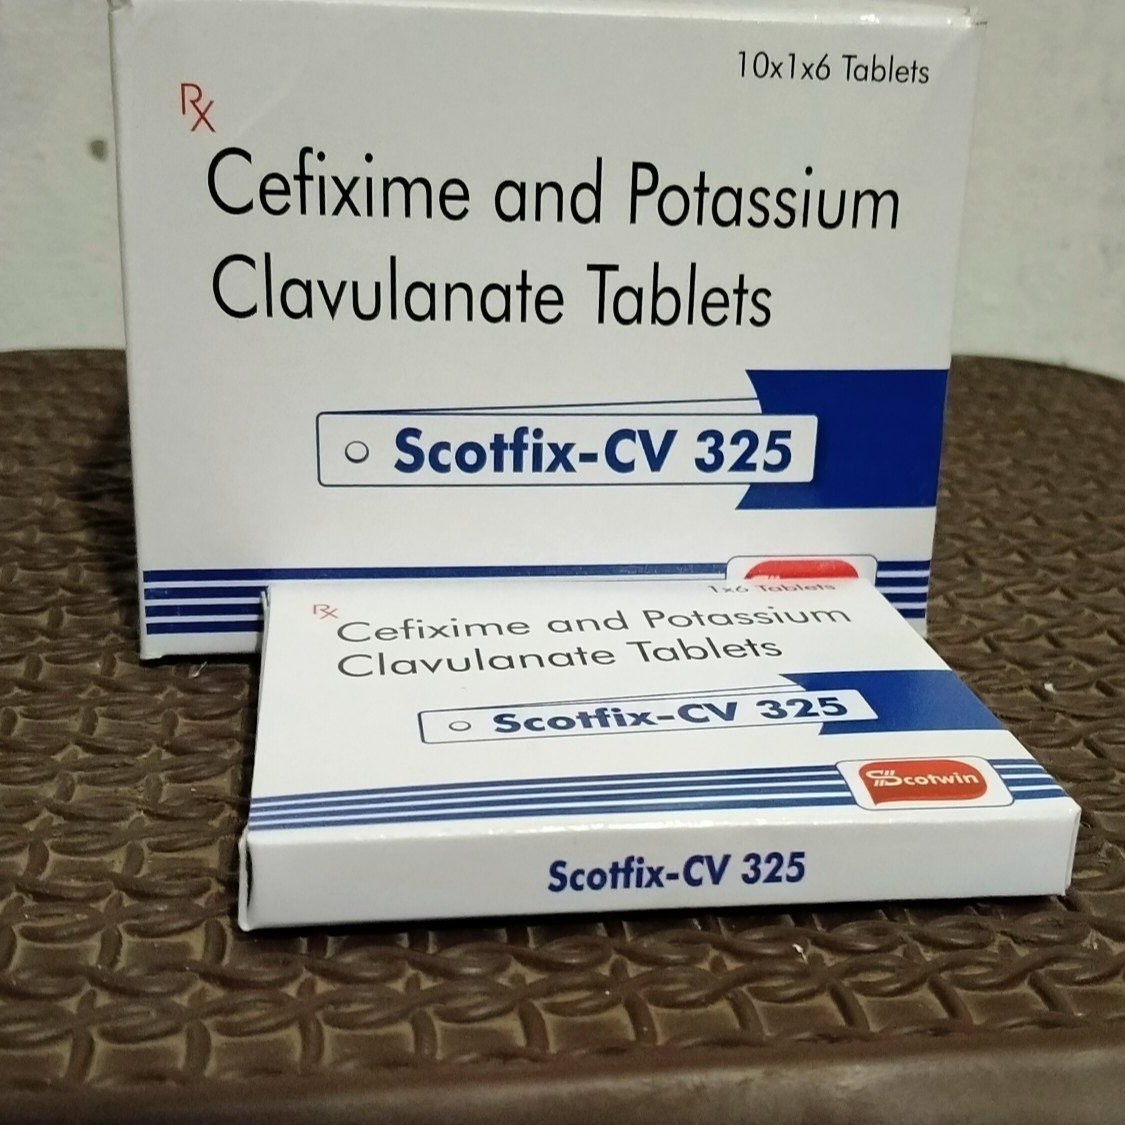 10x1x6 Tablets
Rx
Cefixime and Potassium
Clavulanate Tablets
Scotfix-CV 325
1x6 Tablets
Rx
Cefixime and Potassium
Clavulanate Tablets
Scotfix-CV 325
Scotwin
Scotfix-CV 325